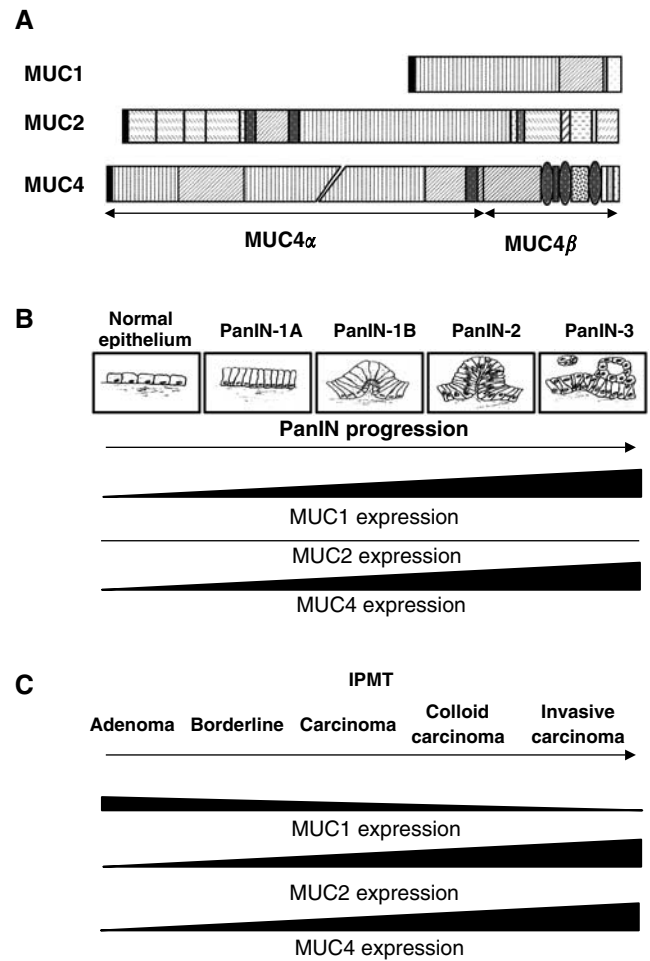 A
MUC1
MUC2
MUC4
MUC4α
MUC4β
B
Normal epithelium
PanIN-1A
PanIN-1B
PanIN-2
PanIN-3
PanIN progression
MUC1 expression
MUC2 expression
MUC4 expression
C
IPMT
Adenoma
Borderline
Carcinoma
Colloid carcinoma
Invasive carcinoma
MUC1 expression
MUC2 expression
MUC4 expression